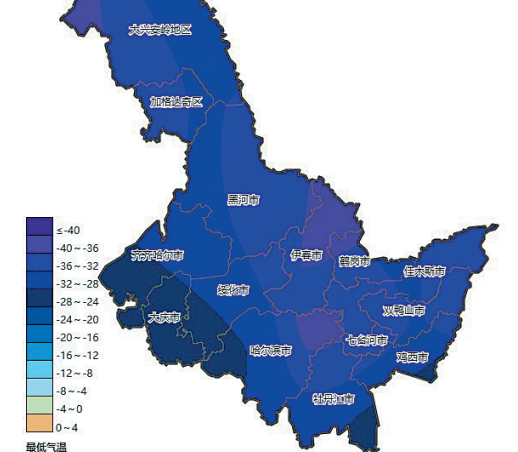 大兴安岭地区
加格达奇区
黑河市
伊春市
鹤岗市
佳木斯市
齐齐哈尔市
绥化市
双鸭山市
大庆市
七台河市
哈尔滨市
鸡西市
牡丹江市
≤-40
-40~-36
-36~-32
-32~-28
-28~-24
-24~-20
-20~-16
-16~-12
-12~-8
-8~-4
-4~0
0~4
最低气温